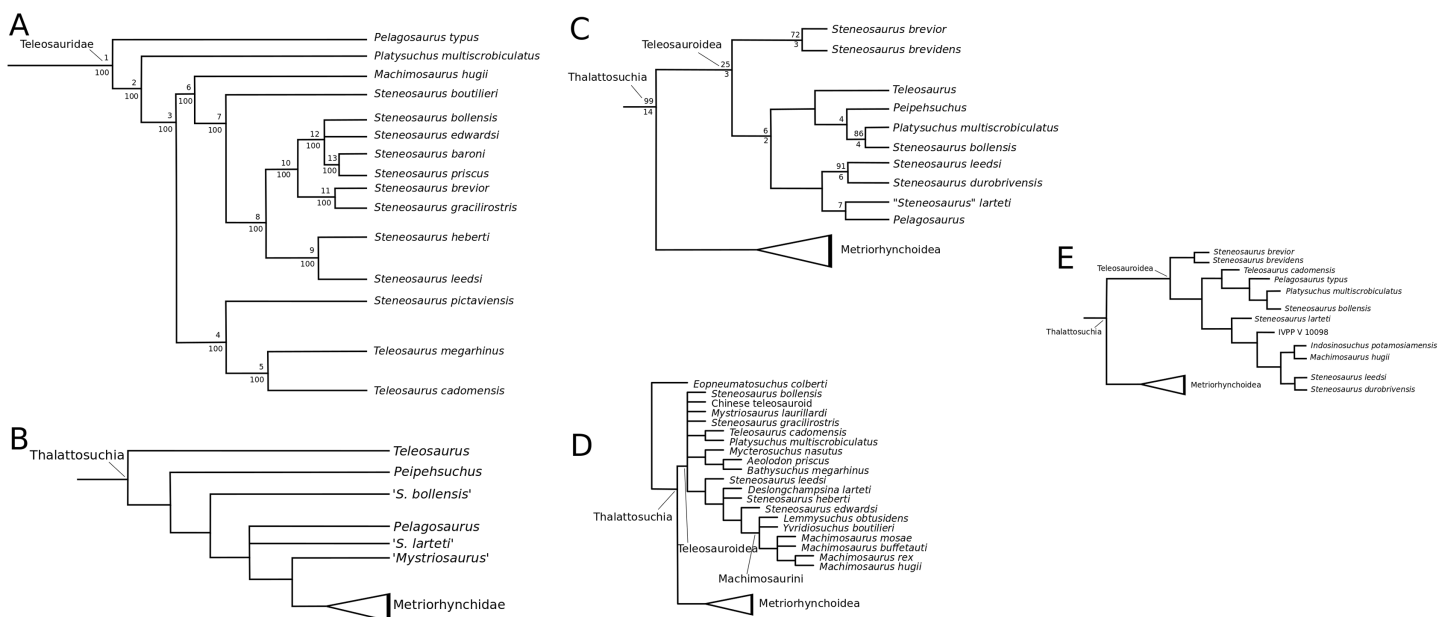 A
Teleosauridae
1
100
Pelagosaurus typus
2
100
Platysuchus multiscrobiculatus
3
100
6
100
Machimosaurus hugii
7
100
Steneosaurus boutilieri
Steneosaurus bollensis
12
100
Steneosaurus edwardsi
13
100
Steneosaurus baroni
10
100
Steneosaurus priscus
11
100
Steneosaurus brevior
Steneosaurus gracilirostris
8
100
Steneosaurus heberti
9
100
Steneosaurus leedsi
Steneosaurus pictaviensis
4
100
Teleosaurus megarhinus
5
100
Teleosaurus cadomensis
B
Thalattosuchia
Teleosaurus
Peipehsuchus
'S. bollensis'
Pelagosaurus
'S. larteti'
'Mystriosaurus'
Metriorhynchidae
C
Thalattosuchia
99
14
Teleosauroidea
25
3
72
3
Steneosaurus brevior
Steneosaurus brevidens
6
2
Teleosaurus
4
Peipehsuchus
86
4
Platysuchus multiscrobiculatus
Steneosaurus bollensis
91
6
Steneosaurus leedsi
Steneosaurus durobrivensis
7
"Steneosaurus" larteti
Pelagosaurus
Metriorhynchoidea
D
Eopneumatosuchus colberti
Steneosaurus bollensis
Chinese teleosauroid
Mystriosaurus laurillardi
Steneosaurus gracilirostris
Teleosaurus cadomensis
Platysuchus multiscrobiculatus
Mycterosuchus nasutus
Aeolodon priscus
Bathysuchus megarhinus
Steneosaurus leedsi
Deslongchampsina larteti
Steneosaurus heberti
Steneosaurus edwardsi
Lemmysuchus obtusidens
Yvridiosuchus boutilieri
Machimosaurus mosae
Machimosaurus buffetauti
Machimosaurus rex
Machimosaurus hugii
Thalattosuchia
Teleosauroidea
Machimosaurini
Metriorhynchoidea
E
Thalattosuchia
Teleosauroidea
Steneosaurus brevior
Steneosaurus brevidens
Teleosaurus cadomensis
Pelagosaurus typus
Platysuchus multiscrobiculatus
Steneosaurus bollensis
Steneosaurus larteti
IVPP V 10098
Indosinosuchus potamosiamensis
Machimosaurus hugii
Steneosaurus leedsi
Steneosaurus durobrivensis
Metriorhynchoidea